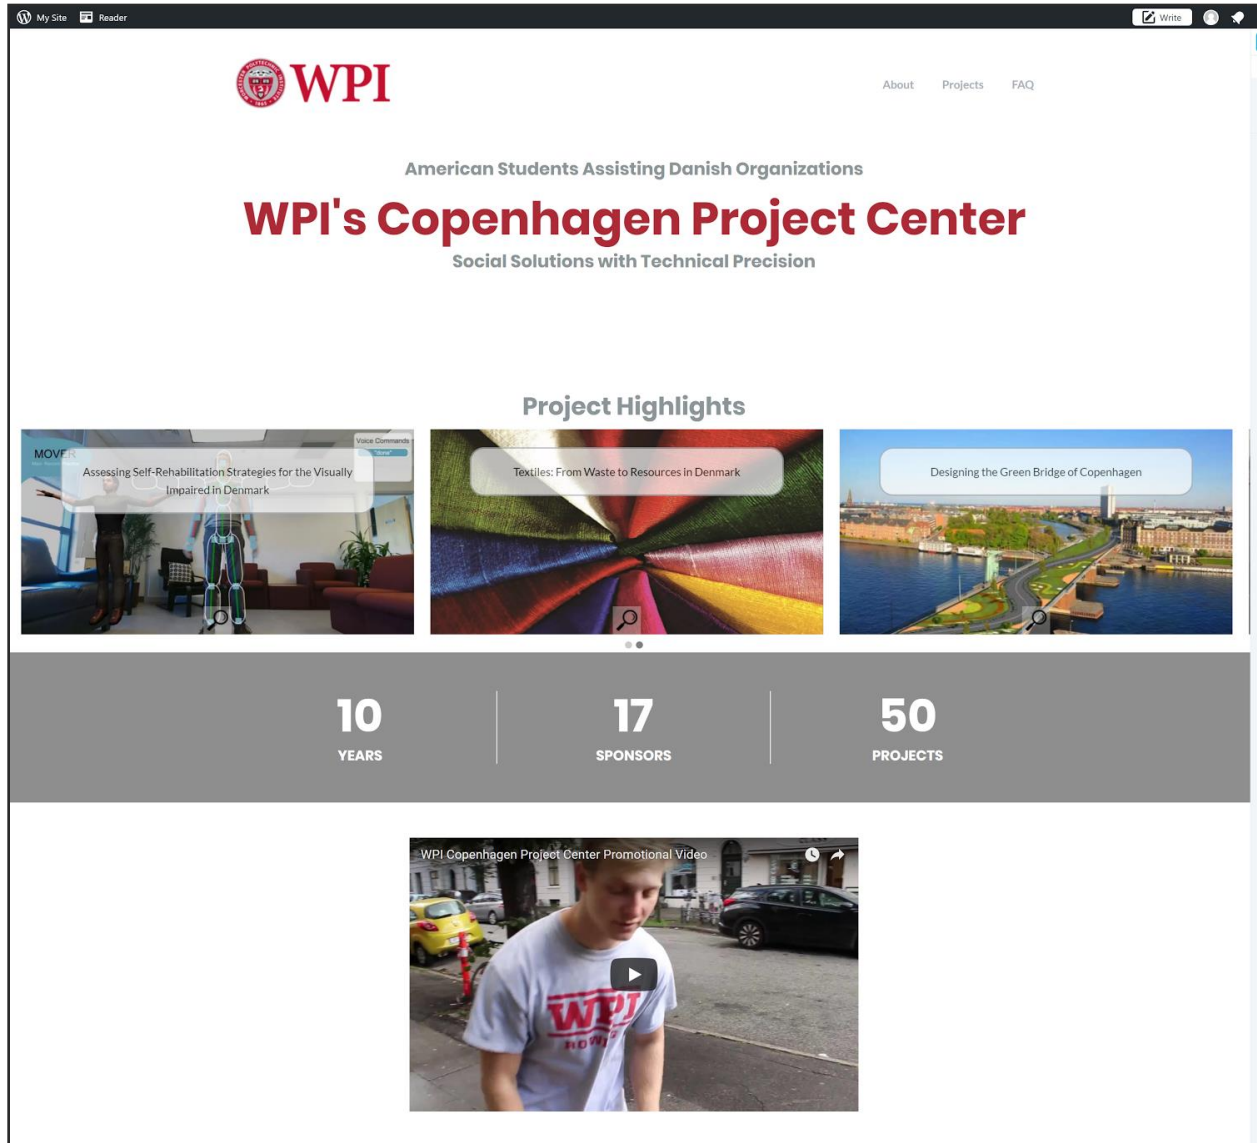 My Site Reader Write
WPI
About Projects FAQ
American Students Assisting Danish Organizations
WPI's Copenhagen Project Center
Social Solutions with Technical Precision
Project Highlights
MOVER
Voice Commands
"done"
Assessing Self-Rehabilitation Strategies for the Visually
Impaired in Denmark
Textiles: From Waste to Resources in Denmark
Designing the Green Bridge of Copenhagen
10 17 50
YEARS SPONSORS PROJECTS
WPI Copenhagen Project Center Promotional Video
WPI